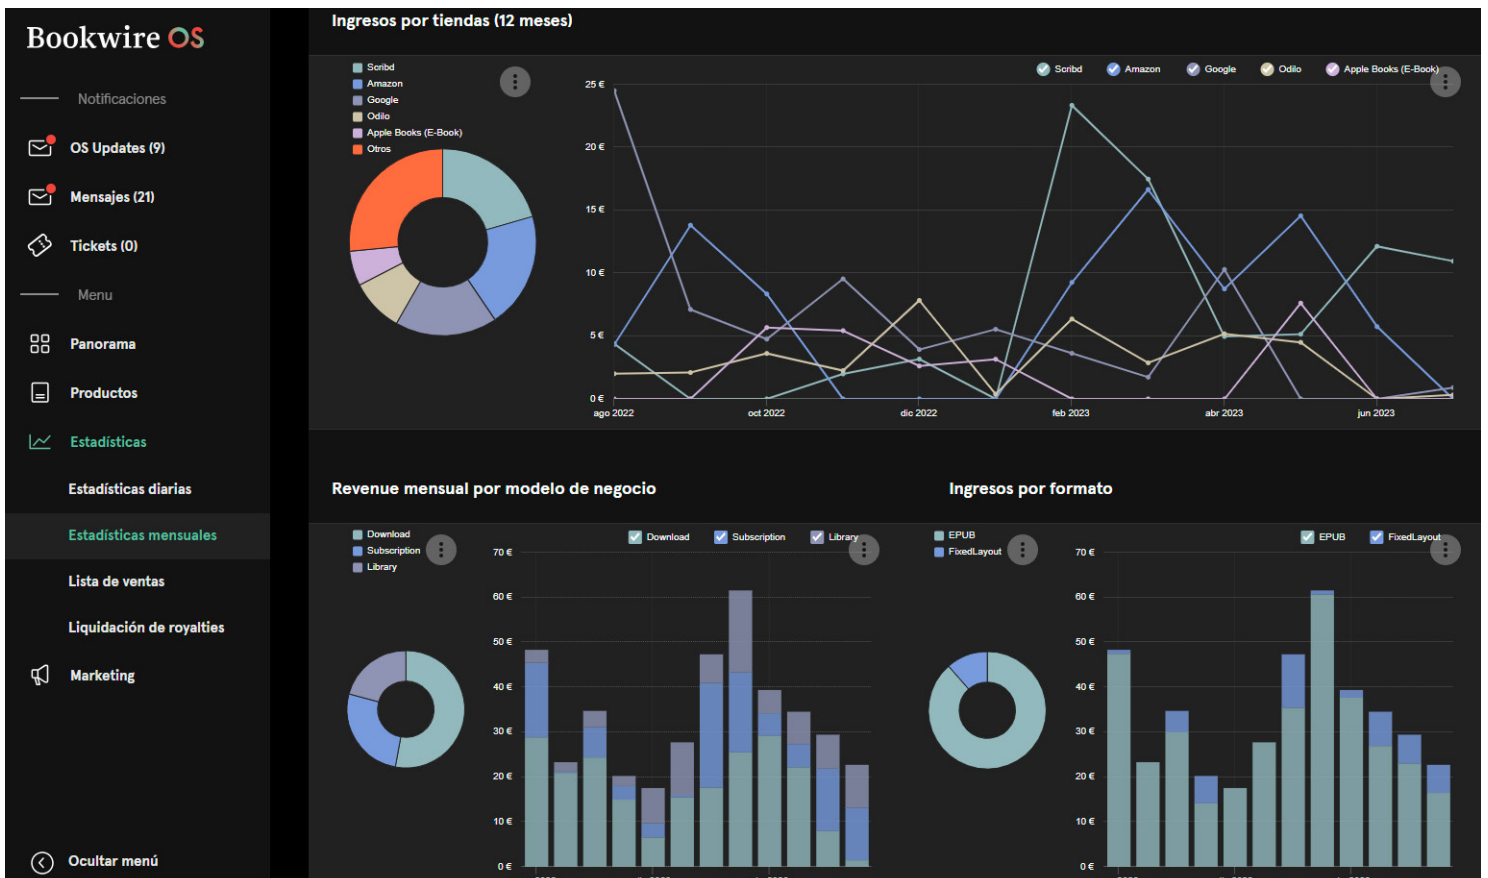 Bookwire OS
Notificaciones
OS Updates (9)
Mensajes (21)
Tickets (0)
Menu
Panorama
Productos
Estadísticas
Estadísticas diarias
Estadísticas mensuales
Lista de ventas
Liquidación de royalties
Marketing
Ocultar menú
Ingresos por tiendas (12 meses)
Scribd
Amazon
Google
Odilo
Apple Books (E-Book)
Otros
Scribd Amazon Google Odilo Apple Books (E-Book)
25 €
20 €
15 €
10 €
5 €
0 €
ago 2022 oct 2022 dic 2022 feb 2023 abr 2023 jun 2023
Revenue mensual por modelo de negocio
Download
Subscription
Library
Download Subscription Library
70 €
60 €
50 €
40 €
30 €
20 €
10 €
0 €
Ingresos por formato
EPUB
FixedLayout
EPUB FixedLayout
70 €
60 €
50 €
40 €
30 €
20 €
10 €
0 €